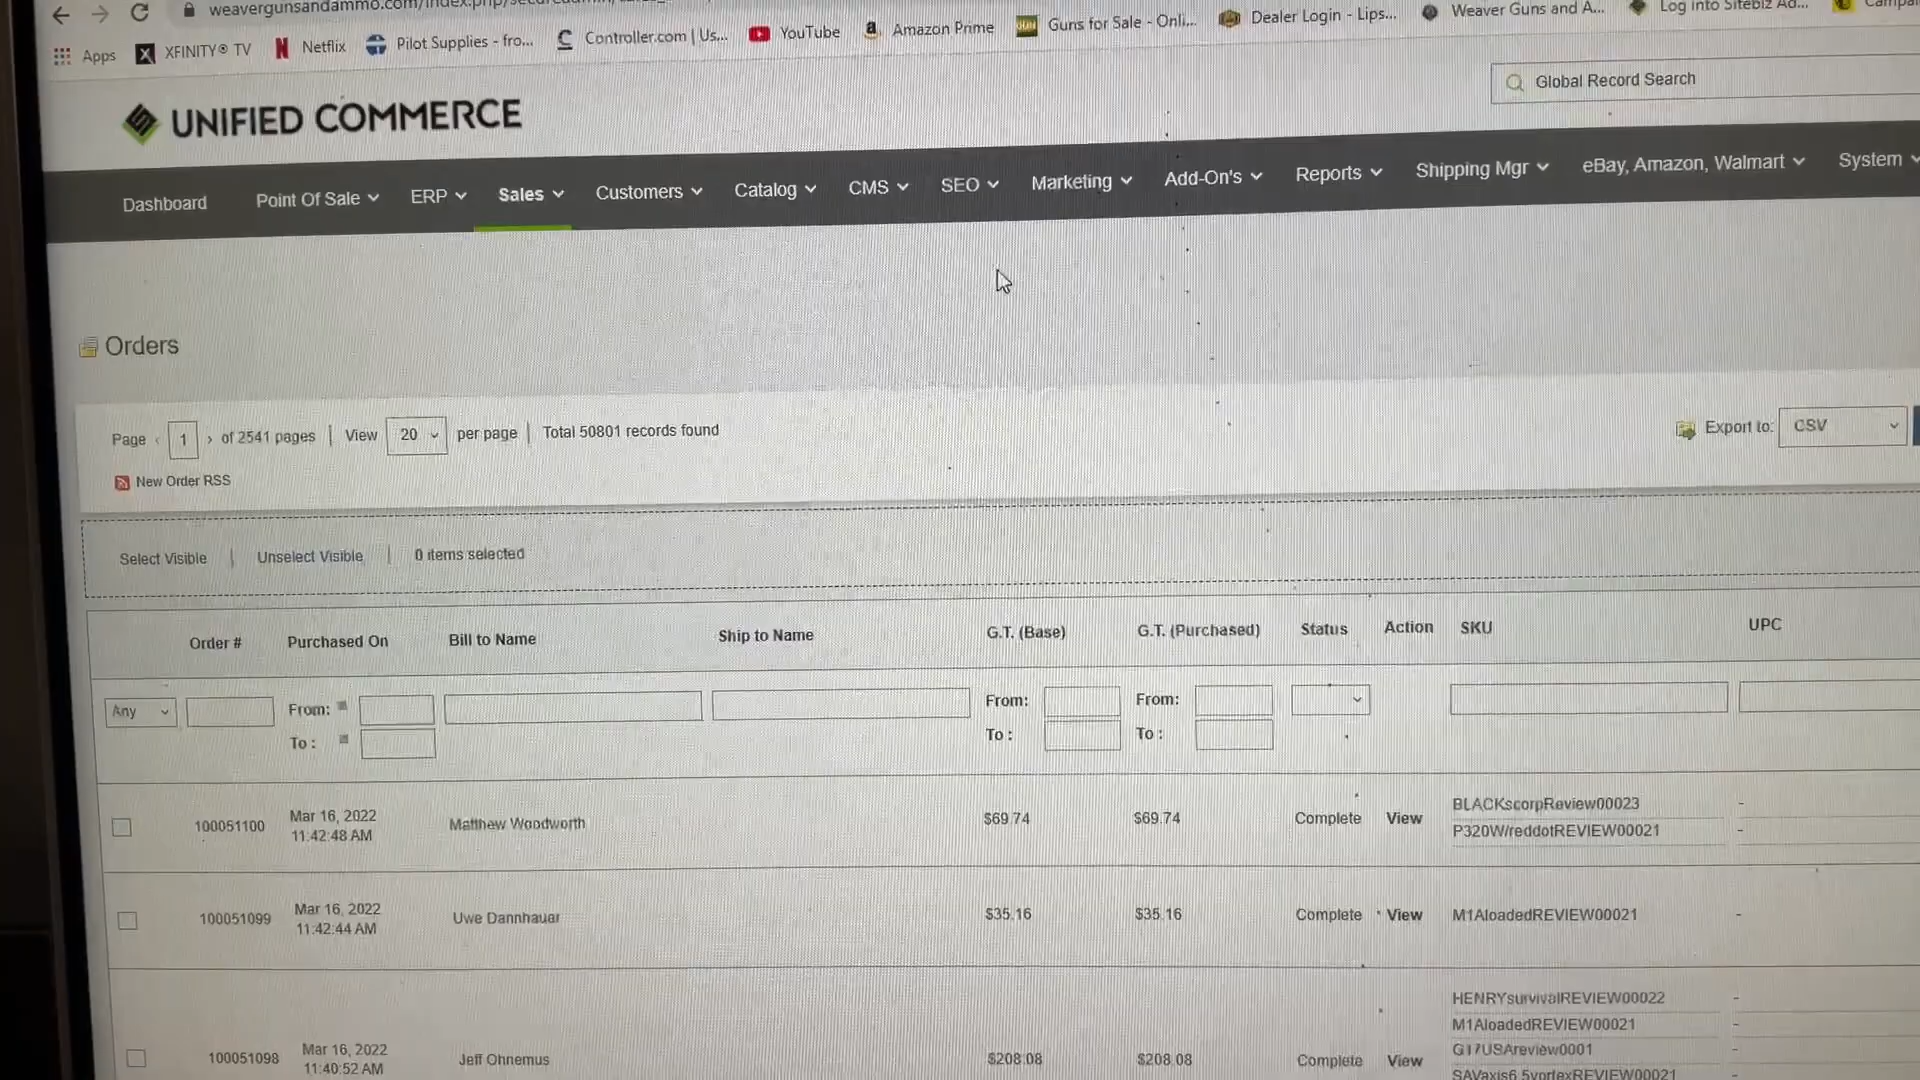 weavergunsandammo.com/index.php/
Apps XFINITY® TV Netflix Pilot Supplies - fro... Controller.com | Us... YouTube Amazon Prime Guns for Sale - Onli... Dealer Login - Lips... Weaver Guns and A... Log into Sitebiz Ad... Campai
UNIFIED COMMERCE
Global Record Search
Dashboard Point Of Sale ERP Sales Customers Catalog CMS SEO Marketing Add-On's Reports Shipping Mgr eBay, Amazon, Walmart System
Orders
Page 1 of 2541 pages | View 20 per page | Total 50801 records found
Export to: CSV
New Order RSS
Select Visible | Unselect Visible | 0 items selected
Order # Purchased On Bill to Name Ship to Name G.T. (Base) G.T. (Purchased) Status Action SKU UPC
Any From: From: From:
To : To : To :
100051100 Mar 16, 2022 11:42:48 AM Matthew Woodworth $69.74 $69.74 Complete View BLACKscorpReview00023 -
P320W/reddotREVIEW00021 -
100051099 Mar 16, 2022 11:42:44 AM Uwe Dannhauer $35.16 $35.16 Complete View M1AloadedREVIEW00021 -
HENRYsurvivalREVIEW00022 -
M1AloadedREVIEW00021 -
100051098 Mar 16, 2022 11:40:52 AM Jeff Ohnemus $208.08 $208.08 Complete View G17USAreview0001 -
SAVaxis6.5vortexREVIEW00021